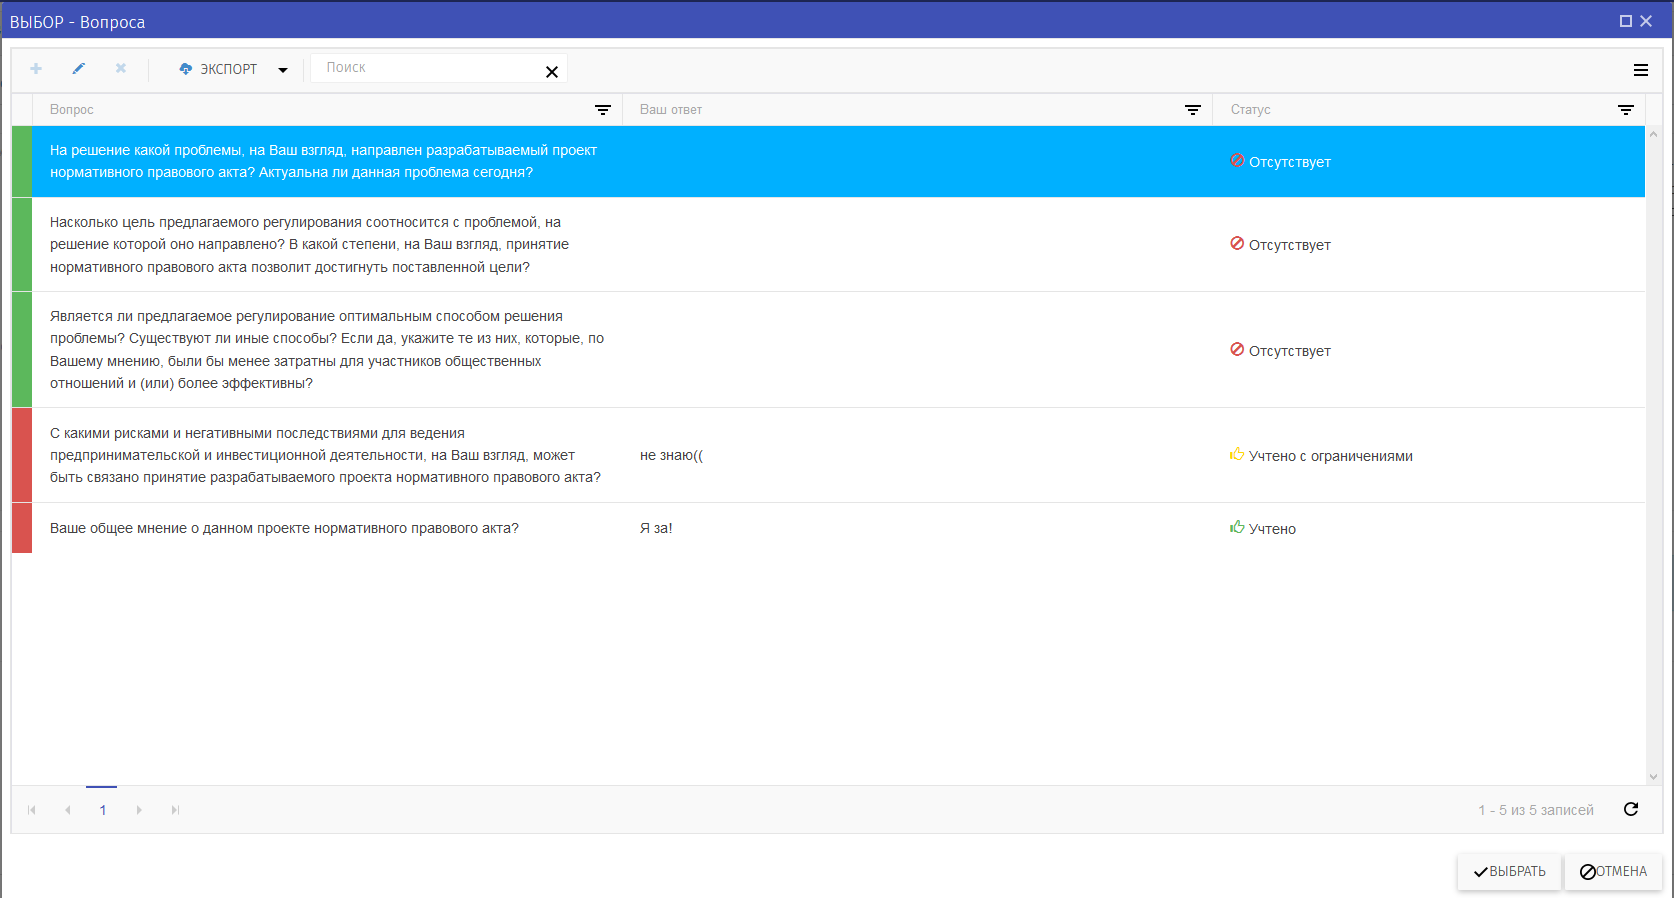 ВЫБОР - Вопроса
ЭКСПОРТ
Поиск
Вопрос
Ваш ответ
Статус
На решение какой проблемы, на Ваш взгляд, направлен разрабатываемый проект
нормативного правового акта? Актуальна ли данная проблема сегодня?
Отсутствует
Насколько цель предлагаемого регулирования соотносится с проблемой, на
решение которой оно направлено? В какой степени, на Ваш взгляд, принятие
нормативного правового акта позволит достигнуть поставленной цели?
Отсутствует
Является ли предлагаемое регулирование оптимальным способом решения
проблемы? Существуют ли иные способы? Если да, укажите те из них, которые, по
Вашему мнению, были бы менее затратны для участников общественных
отношений и (или) более эффективны?
Отсутствует
С какими рисками и негативными последствиями для ведения
предпринимательской и инвестиционной деятельности, на Ваш взгляд, может
быть связано принятие разрабатываемого проекта нормативного правового акта?
не знаю((
Учтено с ограничениями
Ваше общее мнение о данном проекте нормативного правового акта?
Я за!
Учтено
1
1 - 5 из 5 записей
ВЫБРАТЬ
ОТМЕНА